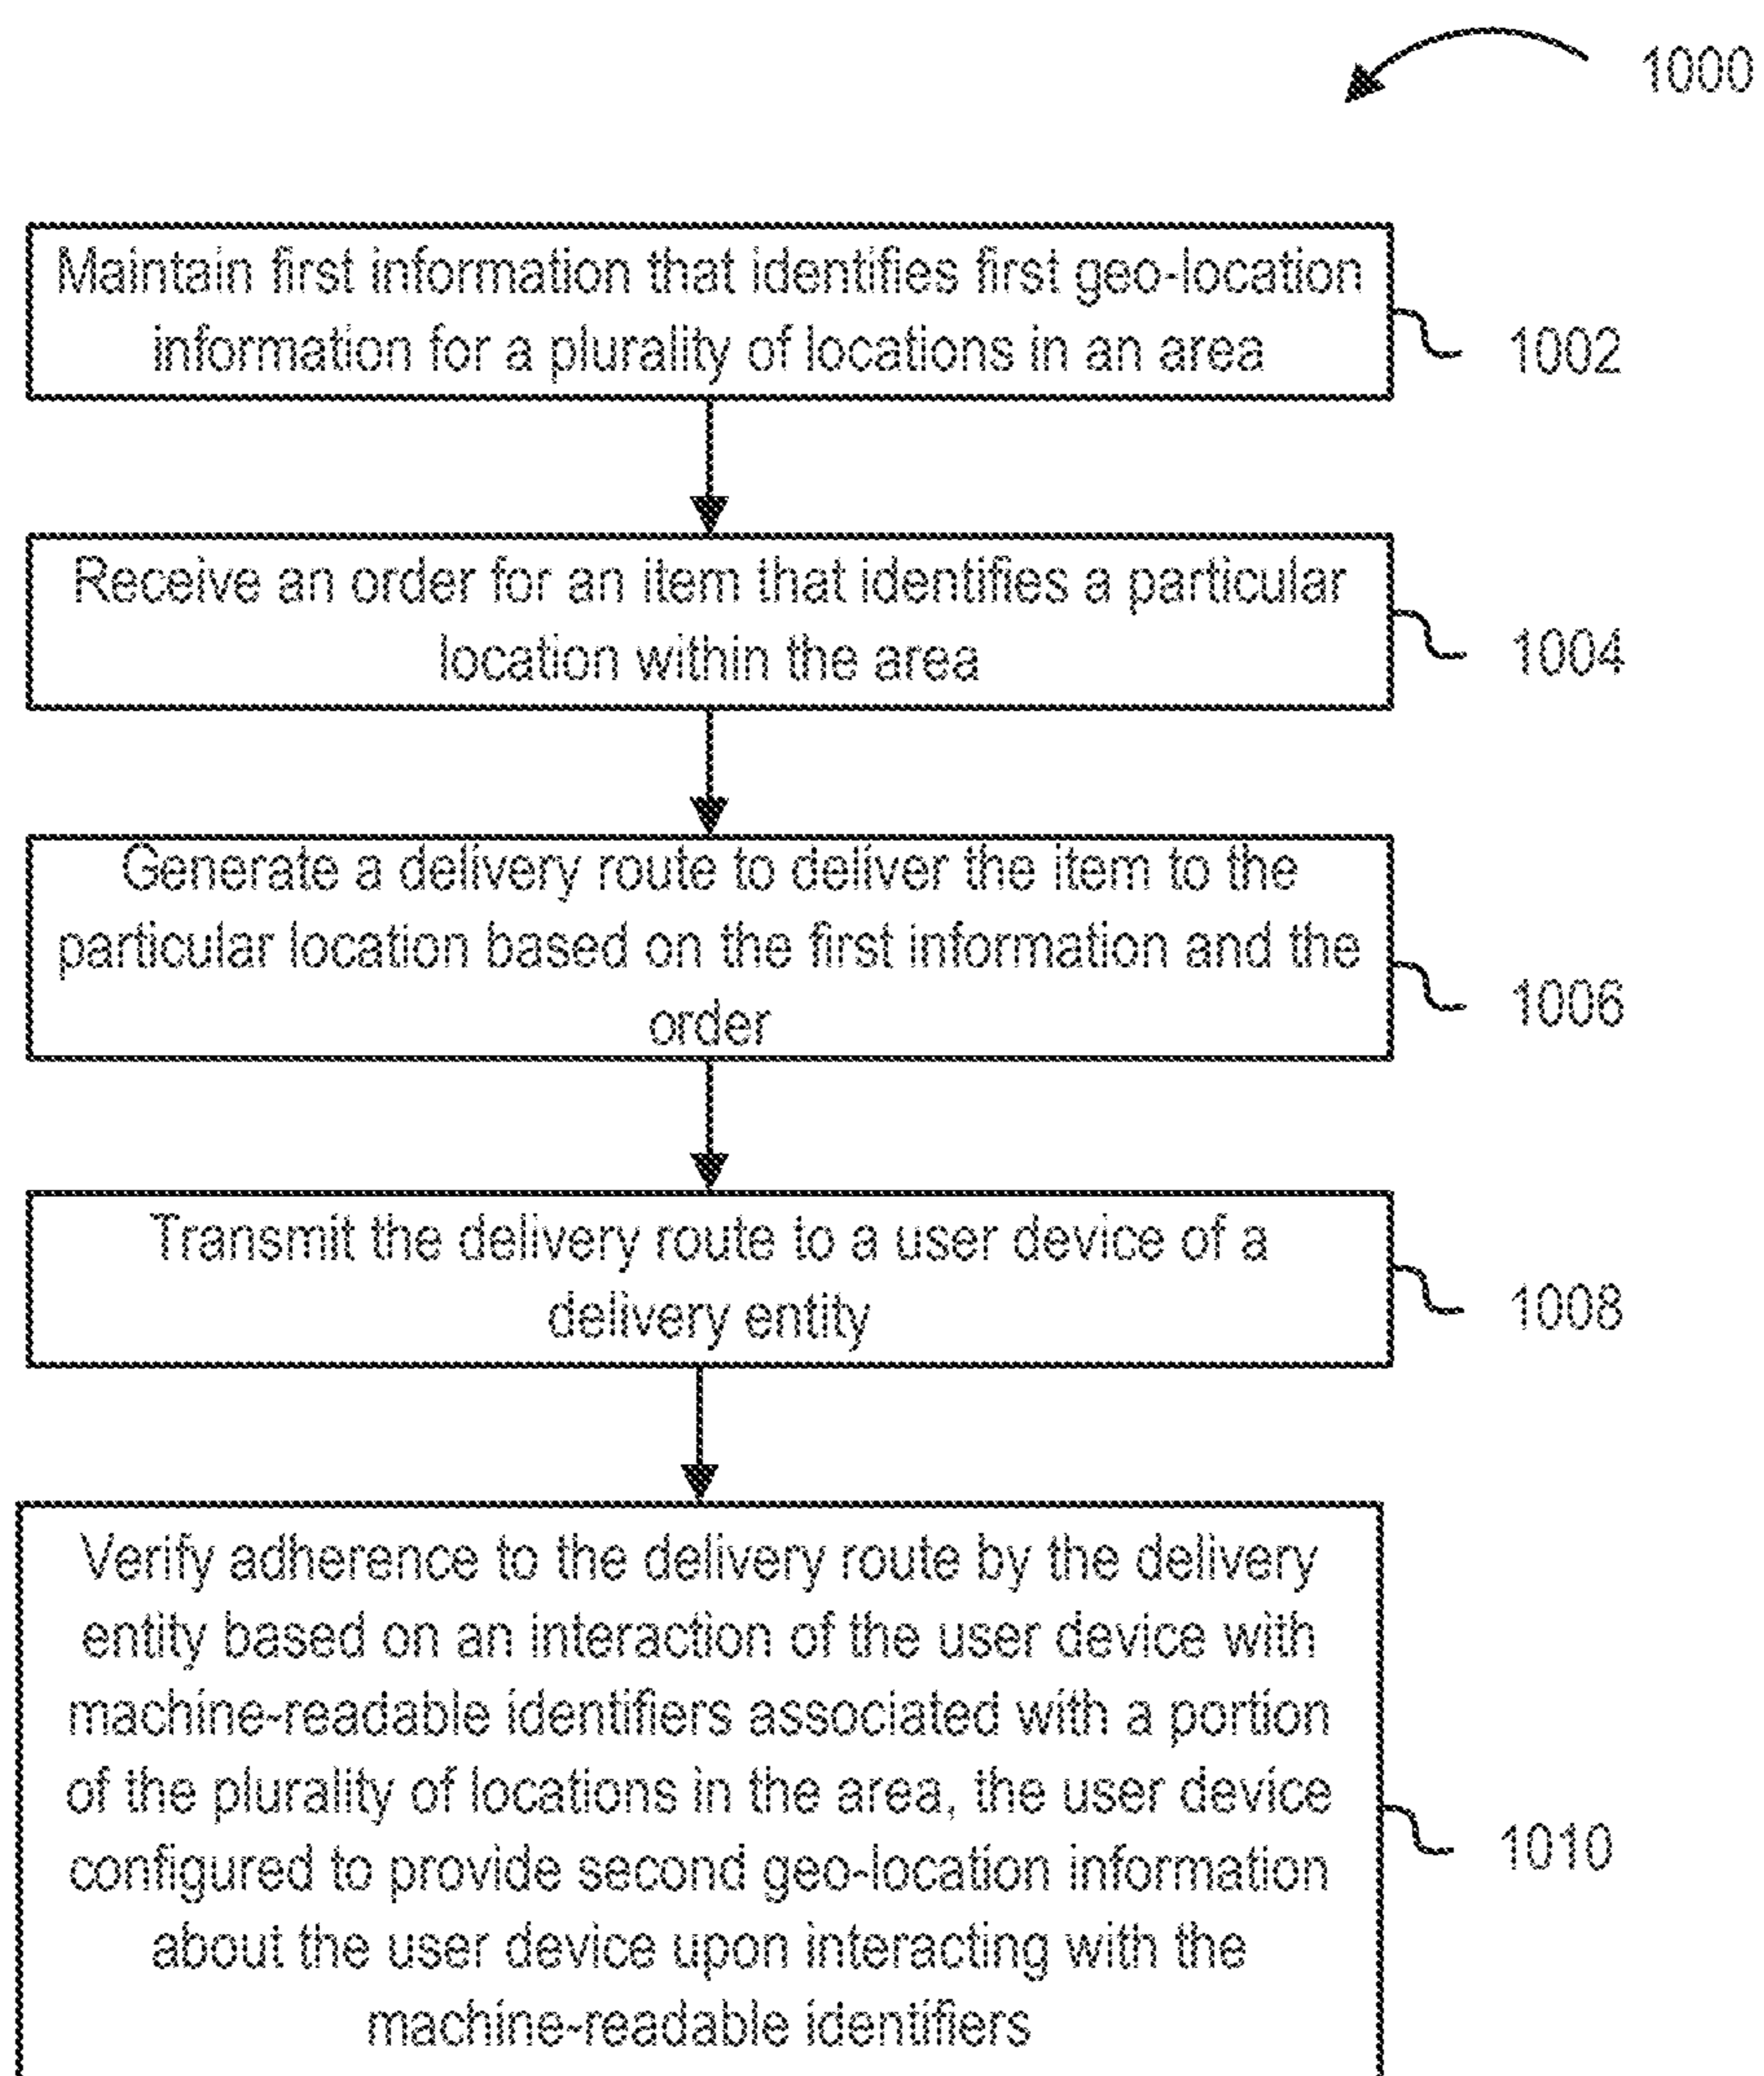 1000
Maintain first information that identifies first geo-location
information for a plurality of locations in an area
1002
Receive an order for an item that identifies a particular
location within the area
1004
Generate a delivery route to deliver the item to the
particular location based on the first information and the
order
1006
Transmit the delivery route to a user device of a
delivery entity
1008
Verify adherence to the delivery route by the delivery
entity based on an interaction of the user device with
machine-readable identifiers associated with a portion
of the plurality of locations in the area, the user device
configured to provide second geo-location information
about the user device upon interacting with the
machine-readable identifiers
1010